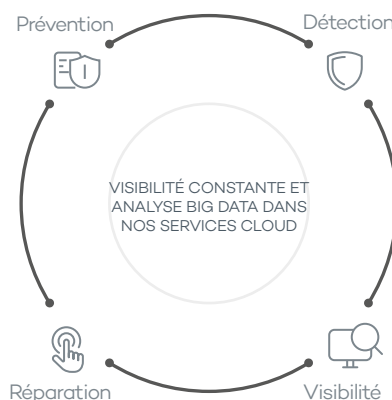 Prévention
Détection
VISIBILITÉ CONSTANTE ET
ANALYSE BIG DATA DANS
NOS SERVICES CLOUD
Réparation
Visibilité